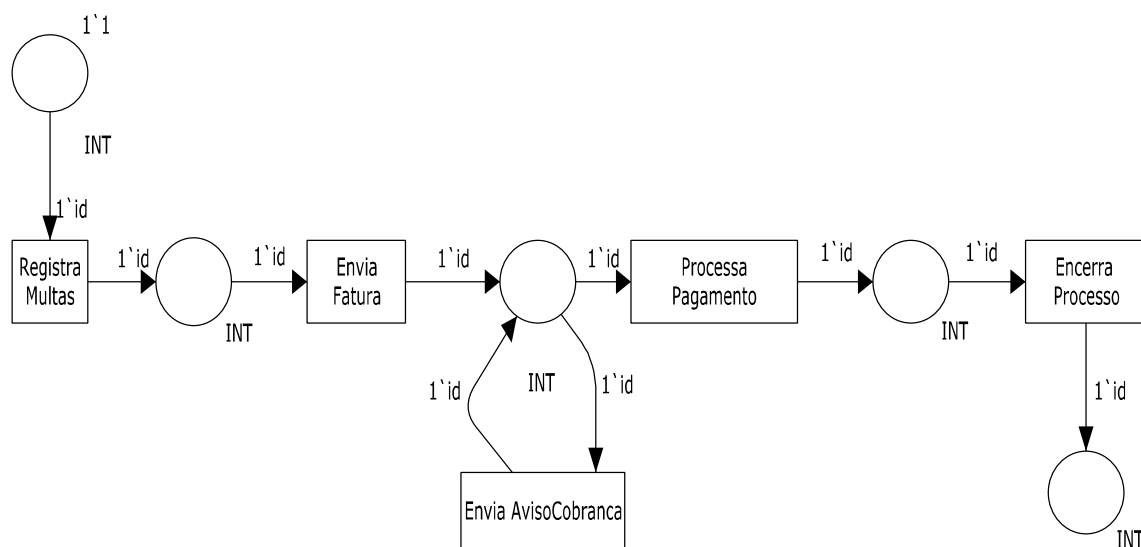 1`1
INT
1`id
Registra
Multas
1`id
INT
1`id
Envia
Fatura
1`id
1`id
Processa
Pagamento
1`id
INT
1`id
Encerra
Processo
1`id
INT
1`id
1`id
INT
Envia AvisoCobranca